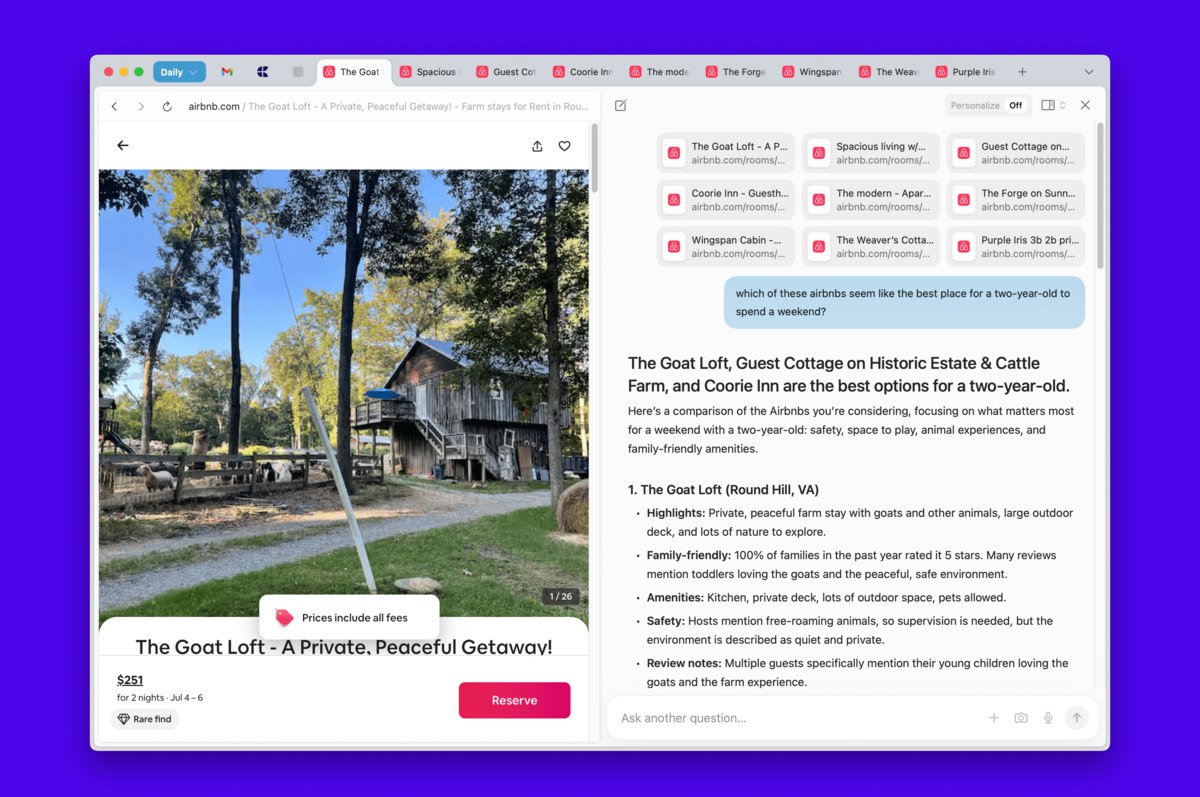 Daily
The Goat
Spacious
Guest Cot
Coorie Inn
The mode
The Forge
Wingspan
The Weav
Purple Iris
airbnb.com / The Goat Loft - A Private, Peaceful Getaway! - Farm stays for Rent in Rou...
1 / 26
Prices include all fees
The Goat Loft - A Private, Peaceful Getaway!
$251
for 2 nights · Jul 4 – 6
Rare find
Reserve
Personalize Off
The Goat Loft - A P...
airbnb.com/rooms/...
Spacious living w/...
airbnb.com/rooms/...
Guest Cottage on...
airbnb.com/rooms/...
Coorie Inn - Guesth...
airbnb.com/rooms/...
The modern - Apar...
airbnb.com/rooms/...
The Forge on Sunn...
airbnb.com/rooms/...
Wingspan Cabin -...
airbnb.com/rooms/...
The Weaver's Cotta...
airbnb.com/rooms/...
Purple Iris 3b 2b pri...
airbnb.com/rooms/...
which of these airbnbs seem like the best place for a two-year-old to
spend a weekend?
The Goat Loft, Guest Cottage on Historic Estate & Cattle
Farm, and Coorie Inn are the best options for a two-year-old.
Here's a comparison of the Airbnbs you're considering, focusing on what matters most
for a weekend with a two-year-old: safety, space to play, animal experiences, and
family-friendly amenities.
1. The Goat Loft (Round Hill, VA)
• Highlights: Private, peaceful farm stay with goats and other animals, large outdoor
deck, and lots of nature to explore.
• Family-friendly: 100% of families in the past year rated it 5 stars. Many reviews
mention toddlers loving the goats and the peaceful, safe environment.
• Amenities: Kitchen, private deck, lots of outdoor space, pets allowed.
• Safety: Hosts mention free-roaming animals, so supervision is needed, but the
environment is described as quiet and private.
• Review notes: Multiple guests specifically mention their young children loving the
goats and the farm experience.
Ask another question...